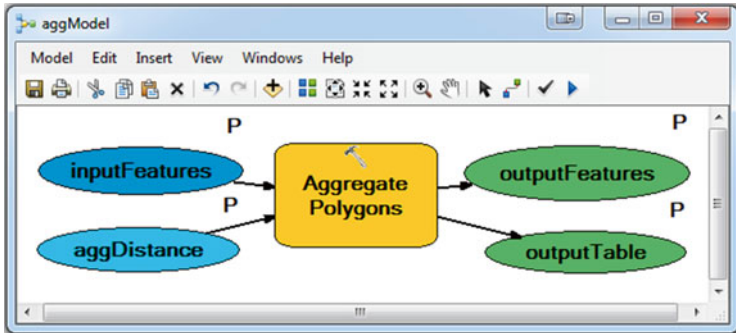 aggModel
Model Edit Insert View Windows Help
P
P
inputFeatures
Aggregate
Polygons
outputFeatures
P
P
aggDistance
outputTable